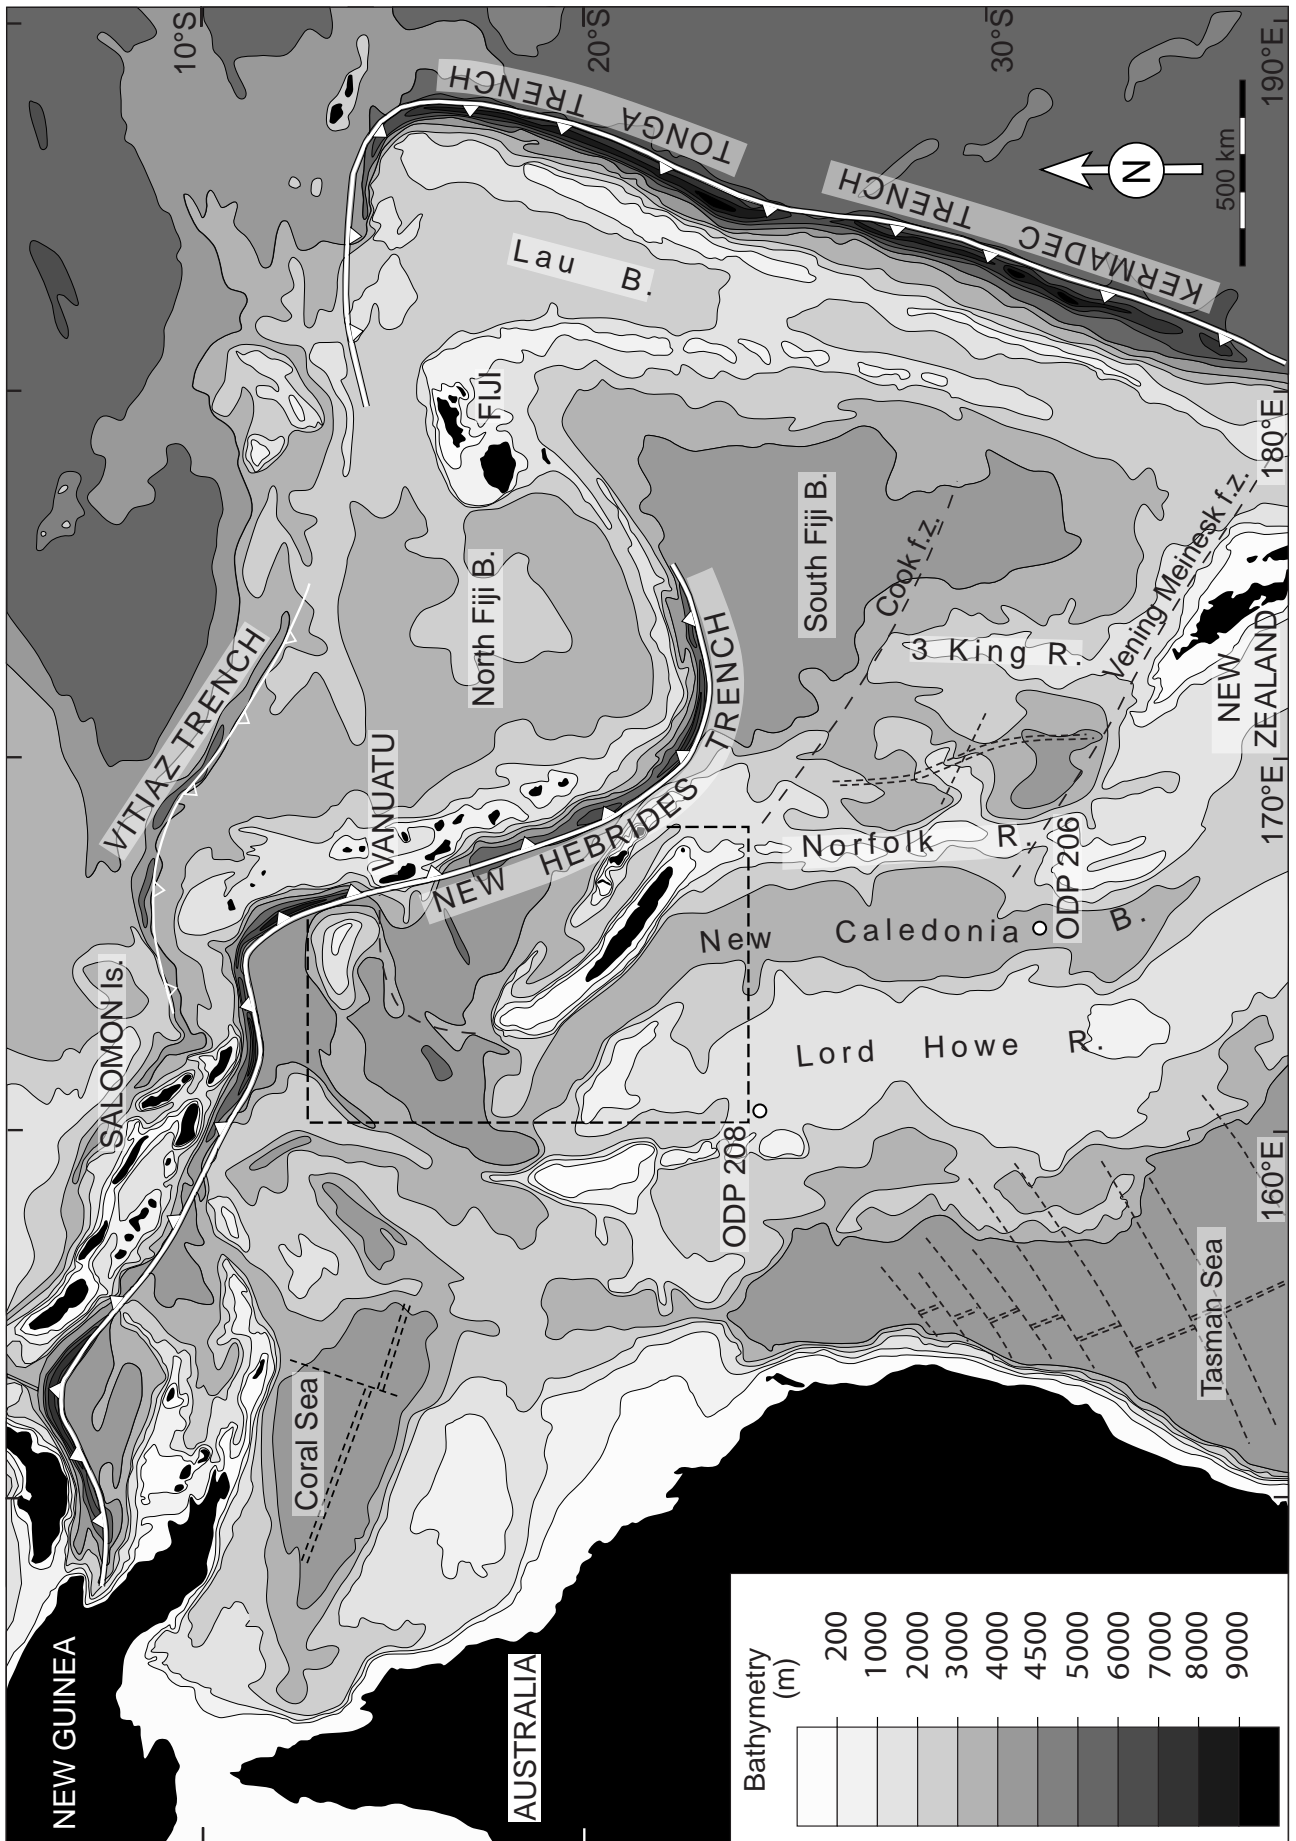 NEW GUINEA
SALOMON Is.
VITIAZ TRENCH
10°S
Coral Sea
VANUATU
North Fiji B.
FIJI
Lau B.
TONGA TRENCH
AUSTRALIA
NEW HEBRIDES TRENCH
20°S
ODP 208
New Caledonia B.
Lord Howe R.
Norfolk R.
South Fiji B.
Cook f.z.
3 King R.
KERMADEC TRENCH
30°S
ODP 206
Vening Meinesk f.z.
Tasman Sea
NEW
ZEALAND
N
500 km
160°E
170°E
180°E
190°E
Bathymetry
(m)
200
1000
2000
3000
4000
4500
5000
6000
7000
8000
9000